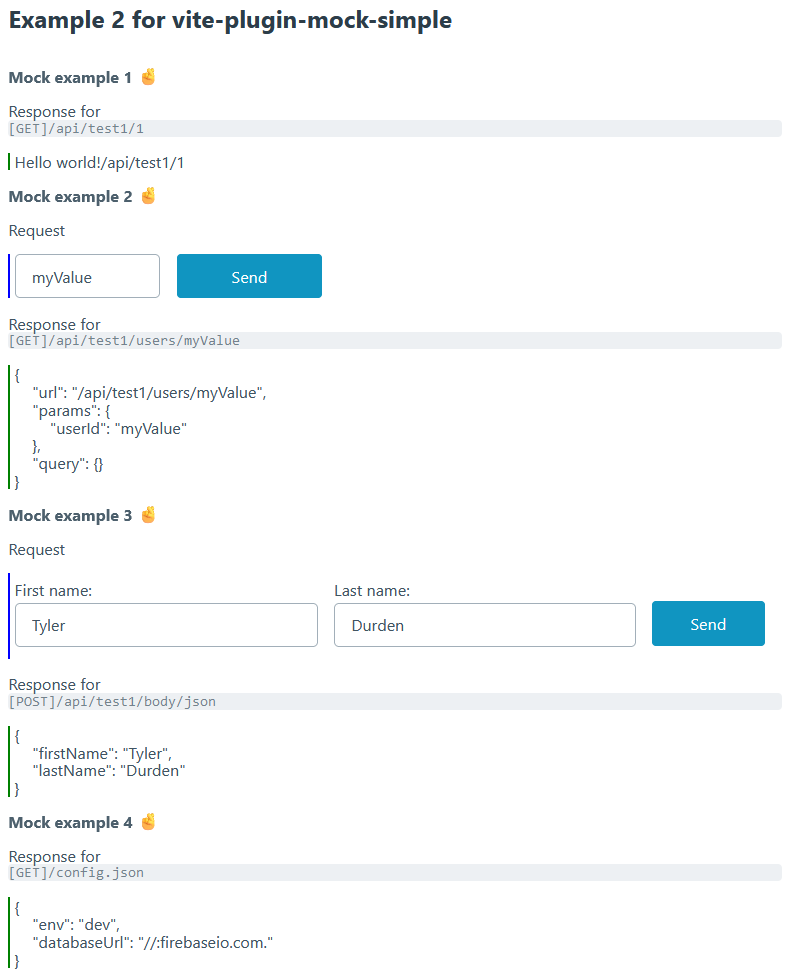 Example 2 for vite-plugin-mock-simple
Mock example 1 ✌
Response for
[GET]/api/test1/1
Hello world!/api/test1/1
Mock example 2 ✌
Request
myValue Send
Response for
[GET]/api/test1/users/myValue
{
"url": "/api/test1/users/myValue",
"params": {
"userId": "myValue"
},
"query": {}
}
Mock example 3 ✌
Request
First name: Last name:
Tyler Durden Send
Response for
[POST]/api/test1/body/json
{
"firstName": "Tyler",
"lastName": "Durden"
}
Mock example 4 ✌
Response for
[GET]/config.json
{
"env": "dev",
"databaseUrl": "//:firebaseio.com."
}